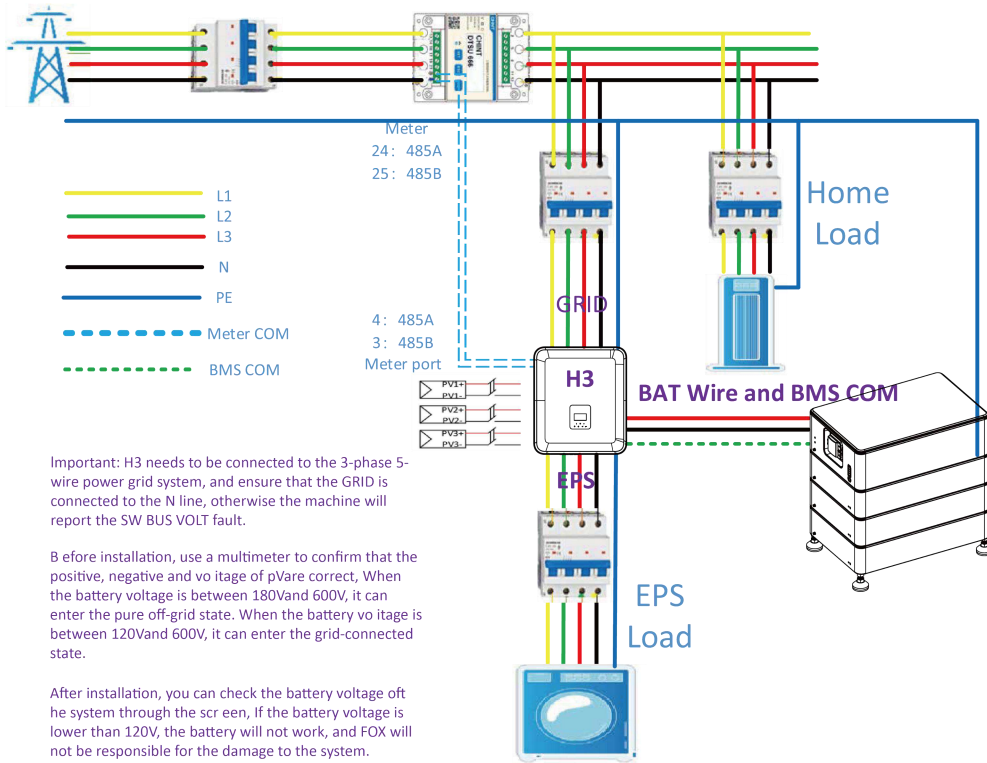 CHINT
DTSU 666
Meter
24: 485A
25: 485B
L1
L2
L3
N
PE
Meter COM
BMS COM
Home
Load
GRID
4: 485A
3: 485B
Meter port
H3
PV1+
PV1-
PV2+
PV2-
PV3+
PV3-
BAT Wire and BMS COM
EPS
EPS
Load
Important: H3 needs to be connected to the 3-phase 5-
wire power grid system, and ensure that the GRID is
connected to the N line, otherwise the machine will
report the SW BUS VOLT fault.
B efore installation, use a multimeter to confirm that the
positive, negative and vo itage of pVare correct, When
the battery voltage is between 180Vand 600V, it can
enter the pure off-grid state. When the battery vo itage is
between 120Vand 600V, it can enter the grid-connected
state.
After installation, you can check the battery voltage oft
he system through the scr een, If the battery voltage is
lower than 120V, the battery will not work, and FOX will
not be responsible for the damage to the system.